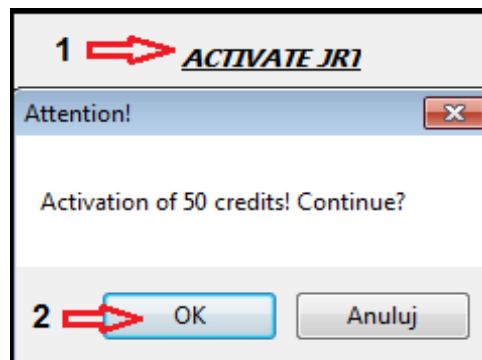 1 ACTIVATE JR1
Attention!
Activation of 50 credits! Continue?
2 OK Anuluj